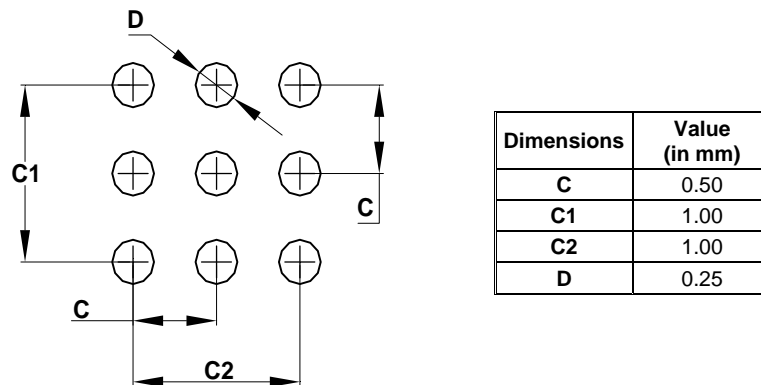 D
C1
C
C
C2
Dimensions Value (in mm)
C 0.50
C1 1.00
C2 1.00
D 0.25